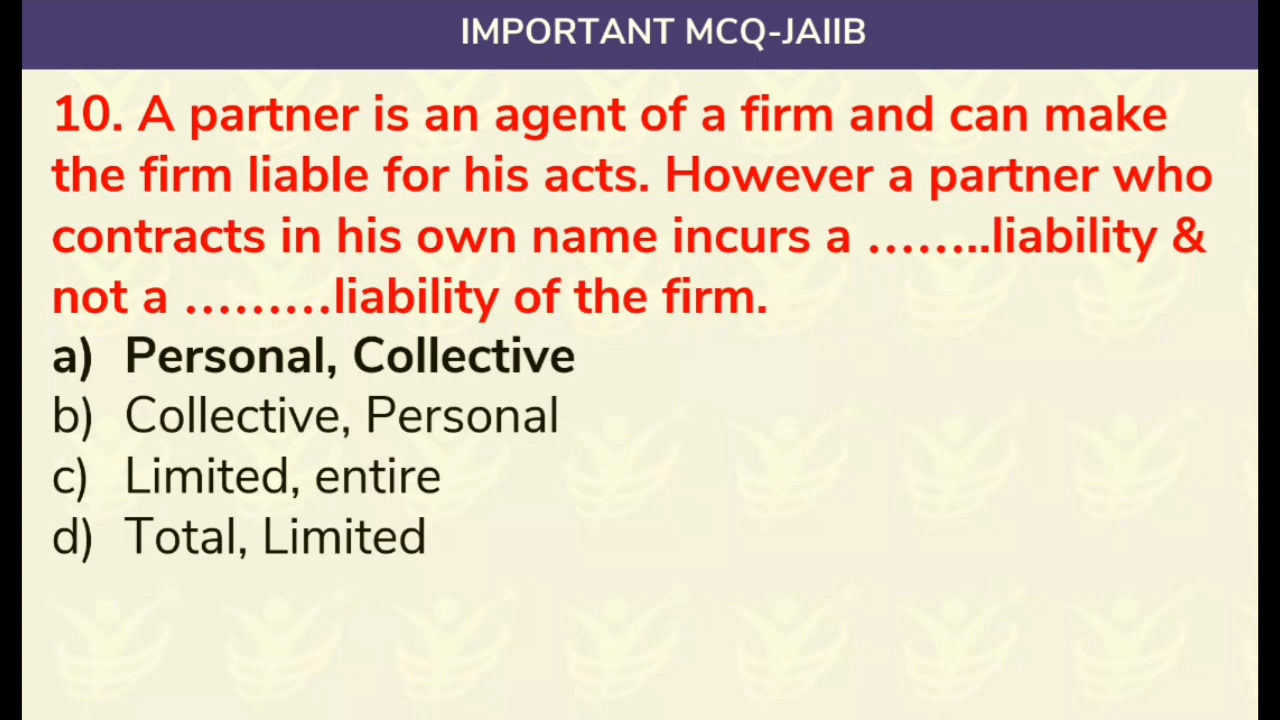 IMPORTANT MCQ-JAIIB
10. A partner is an agent of a firm and can make
the firm liable for his acts. However a partner who
contracts in his own name incurs a ……..liability &
not a ………liability of the firm.
a) Personal, Collective
b) Collective, Personal
c) Limited, entire
d) Total, Limited